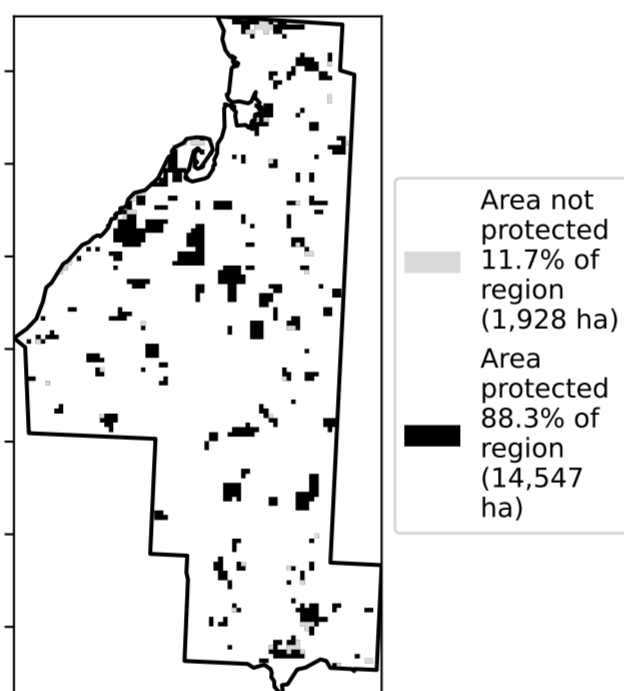 Area not
protected
11.7% of
region
(1,928 ha)
Area
protected
88.3% of
region
(14,547
ha)